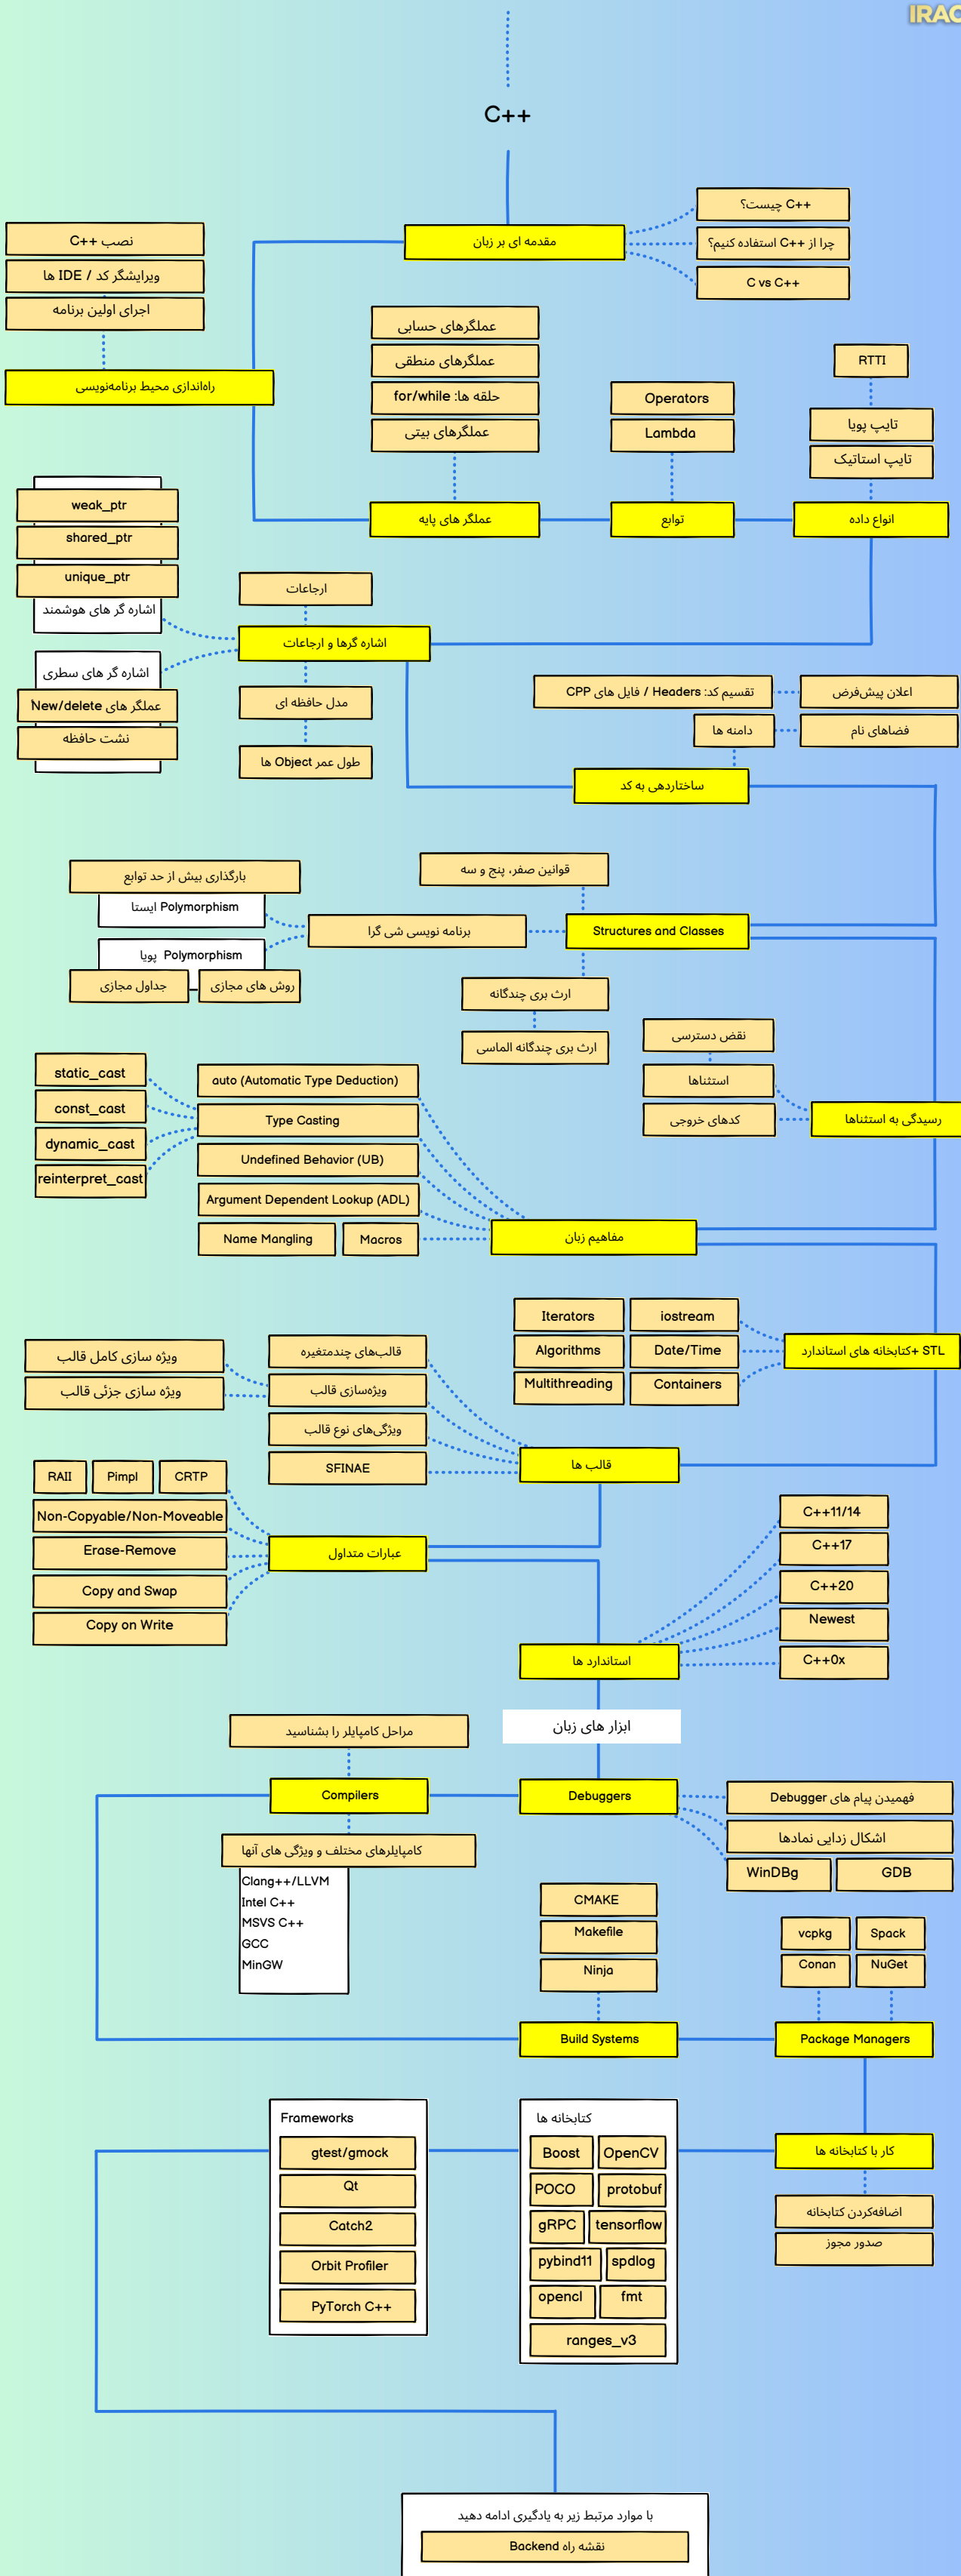 IRAC
C++
مقدمه ای بر زبان
C++ چیست؟
چرا از C++ استفاده کنیم؟
C vs C++
نصب C++
ویرایشگر کد / IDE ها
اجرای اولین برنامه
راه‌اندازی محیط برنامه‌نویسی
عملگرهای حسابی
عملگرهای منطقی
حلقه ها: for/while
عملگرهای بیتی
عملگر های پایه
Operators
Lambda
توابع
RTTI
تایپ پویا
تایپ استاتیک
انواع داده
weak_ptr
shared_ptr
unique_ptr
اشاره گر های هوشمند
اشاره گر های سطری
عملگر های New/delete
نشت حافظه
ارجاعات
اشاره گرها و ارجاعات
مدل حافظه ای
طول عمر Object ها
تقسیم کد: Headers / فایل های CPP
اعلان پیش‌فرض
دامنه ها
فضاهای نام
ساختاردهی به کد
قوانین صفر، پنج و سه
بارگذاری بیش از حد توابع
Polymorphism ایستا
Polymorphism پویا
جداول مجازی
روش های مجازی
برنامه نویسی شی گرا
Structures and Classes
ارث بری چندگانه
ارث بری چندگانه الماسی
نقض دسترسی
استثناها
کدهای خروجی
رسیدگی به استثناها
static_cast
const_cast
dynamic_cast
reinterpret_cast
auto (Automatic Type Deduction)
Type Casting
Undefined Behavior (UB)
Argument Dependent Lookup (ADL)
Name Mangling
Macros
مفاهیم زبان
Iterators
iostream
Algorithms
Date/Time
Multithreading
Containers
کتابخانه های استاندارد+ STL
قالب‌های چندمتغیره
ویژه سازی کامل قالب
ویژه‌سازی قالب
ویژه سازی جزئی قالب
ویژگی‌های نوع قالب
SFINAE
قالب ها
RAII
Pimpl
CRTP
Non-Copyable/Non-Moveable
Erase-Remove
Copy and Swap
Copy on Write
عبارات متداول
C++11/14
C++17
C++20
Newest
C++0x
استاندارد ها
ابزار های زبان
مراحل کامپایلر را بشناسید
Compilers
کامپایلرهای مختلف و ویژگی های آنها
Clang++/LLVM
Intel C++
MSVS C++
GCC
MinGW
Debuggers
فهمیدن پیام های Debugger
اشکال زدایی نمادها
WinDBg
GDB
CMAKE
Makefile
Ninja
Build Systems
vcpkg
Spack
Conan
NuGet
Package Managers
کار با کتابخانه ها
اضافه‌کردن کتابخانه
صدور مجوز
کتابخانه ها
Boost
OpenCV
POCO
protobuf
gRPC
tensorflow
pybind11
spdlog
opencl
fmt
ranges_v3
Frameworks
gtest/gmock
Qt
Catch2
Orbit Profiler
PyTorch C++
با موارد مرتبط زیر به یادگیری ادامه دهید
نقشه راه Backend